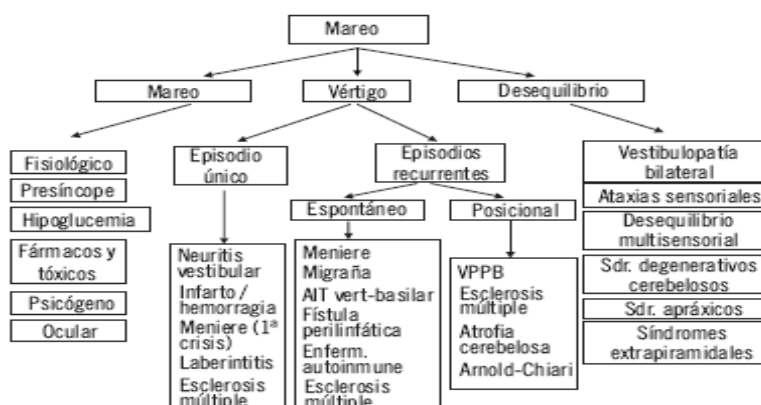 Mareo
Mareo
Vértigo
Desequilibrio
Fisiológico
Presíncope
Hipoglucemia
Fármacos y
tóxicos
Psicógeno
Ocular
Episodio
único
Neuritis
vestibular
Infarto /
hemorragia
Meniere (1ª
crisis)
Laberintitis
Esclerosis
múltiple
Episodios
recurrentes
Espontáneo
Meniere
Migraña
AIT vert-basilar
Fístula
perilinfática
Enferm.
autoinmune
Esclerosis
múltiple
Posicional
VPPB
Esclerosis
múltiple
Atrofia
cerebelosa
Arnold-Chiari
Vestibulopatía
bilateral
Ataxias sensoriales
Desequilibrio
multisensorial
Sdr. degenerativos
cerebelosos
Sdr. apráxicos
Síndromes
extrapiramidales